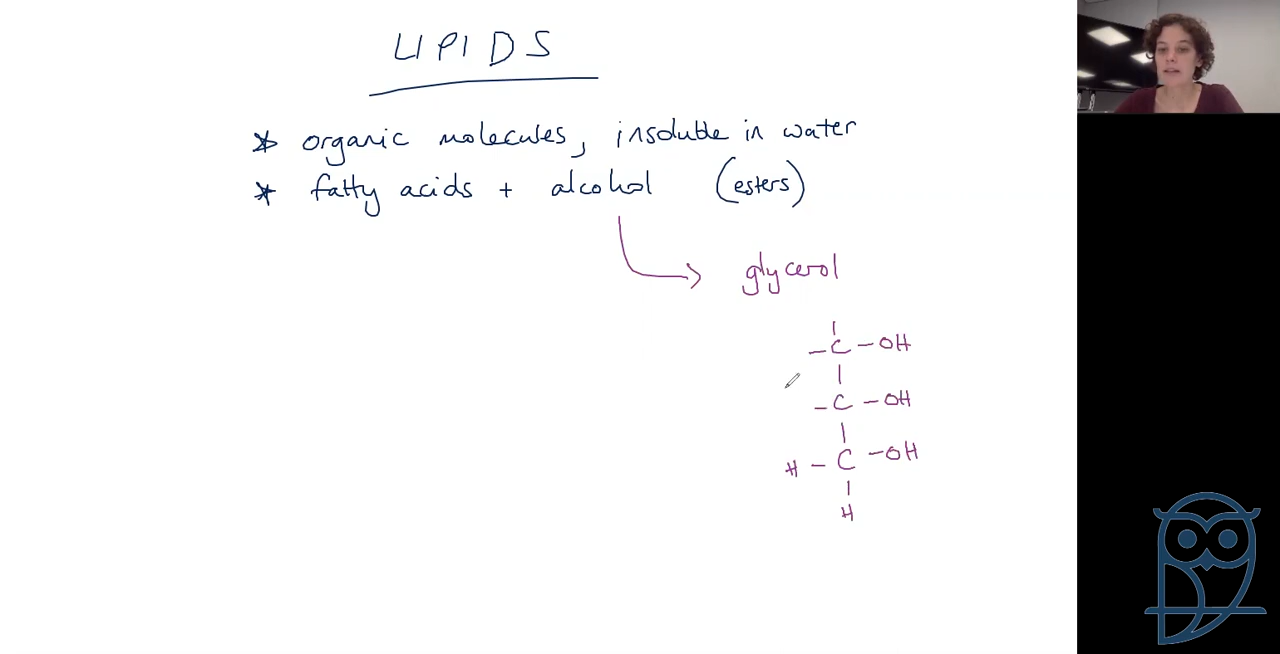 LIPIDS
* organic molecules, insoluble in water
* fatty acids + alcohol (esters)
glycerol
C - OH
C - OH
H - C - OH
H